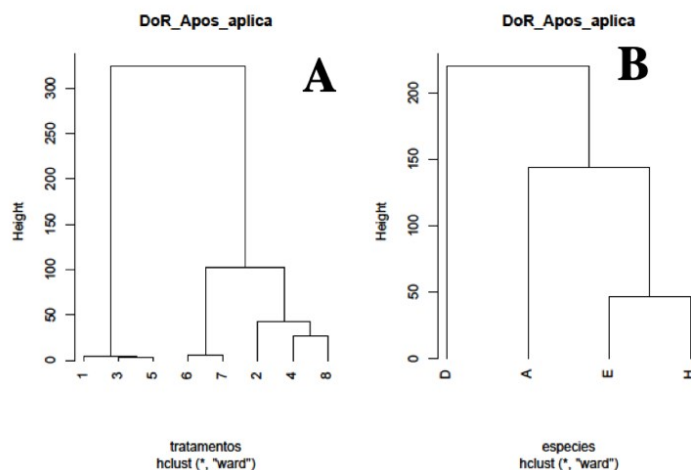 DoR_Apos_aplica
A
Height
0 50 100 150 200 250 300
1 3 5 6 7 2 4 8
tratamentos
hclust (*, "ward")
DoR_Apos_aplica
B
Height
0 50 100 150 200
D A E H
especies
hclust (*, "ward")